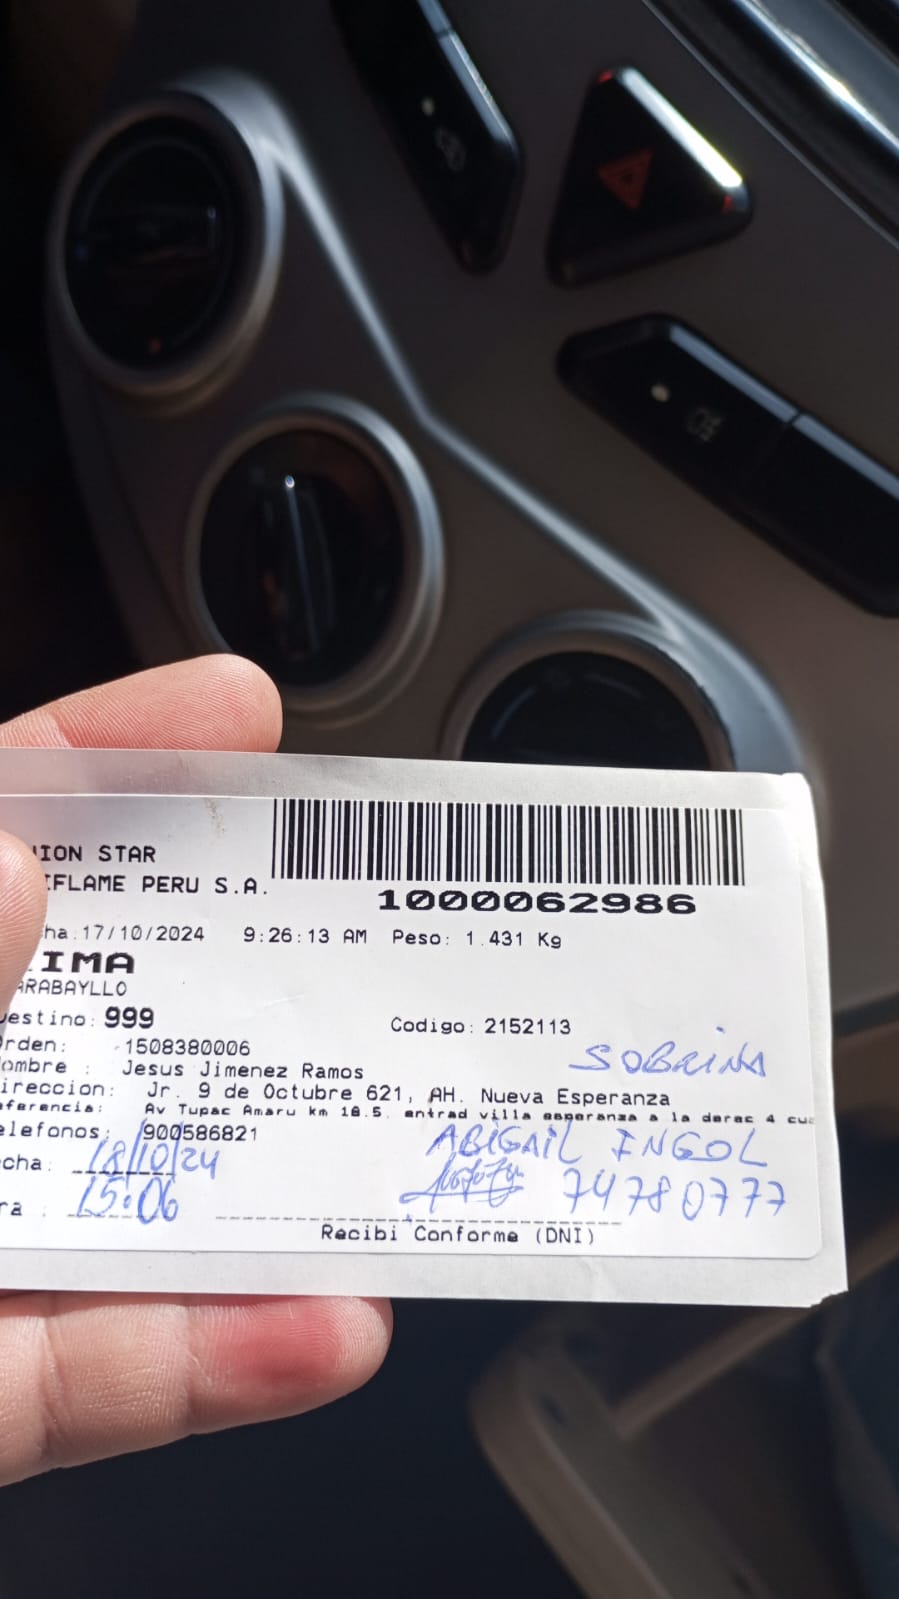 NION STAR
IFLAME PERU S.A.
1000062986
ha:17/10/2024 9:26:13 AM Peso: 1.431 Kg
IMA
ARABAYLLO
estino: 999 Codigo: 2152113
rden: 1508380006
SOBRINA
ombre : Jesus Jimenez Ramos
ireccion: Jr. 9 de Octubre 621, AH. Nueva Esperanza
eferencia: Av Tupac Amaru km 18.5. entrad villa esperanza a la derec 4 cu
elefonos: 900586821
ABIGAIL INGOL
cha: 18/10/24
74780777
ra : 15:06
Recibi Conforme (DNI)